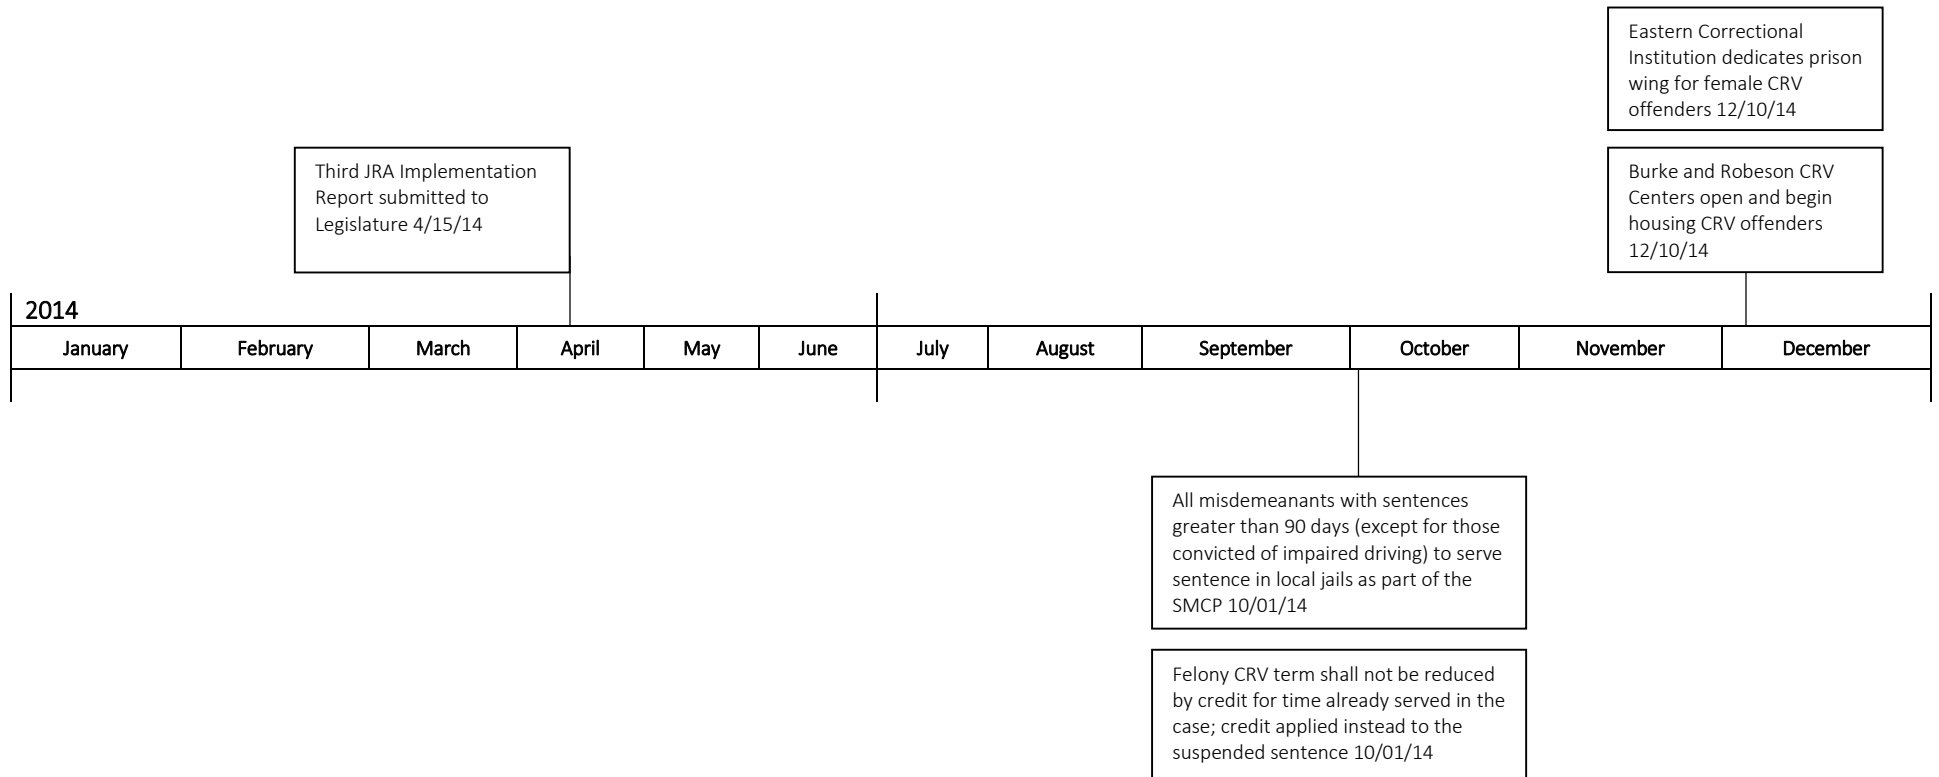 Eastern Correctional
Institution dedicates prison
wing for female CRV
offenders 12/10/14
Third JRA Implementation
Report submitted to
Legislature 4/15/14
Burke and Robeson CRV
Centers open and begin
housing CRV offenders
12/10/14
2014
January February March April May June July August September October November December
All misdemeanants with sentences
greater than 90 days (except for those
convicted of impaired driving) to serve
sentence in local jails as part of the
SMCP 10/01/14
Felony CRV term shall not be reduced
by credit for time already served in the
case; credit applied instead to the
suspended sentence 10/01/14